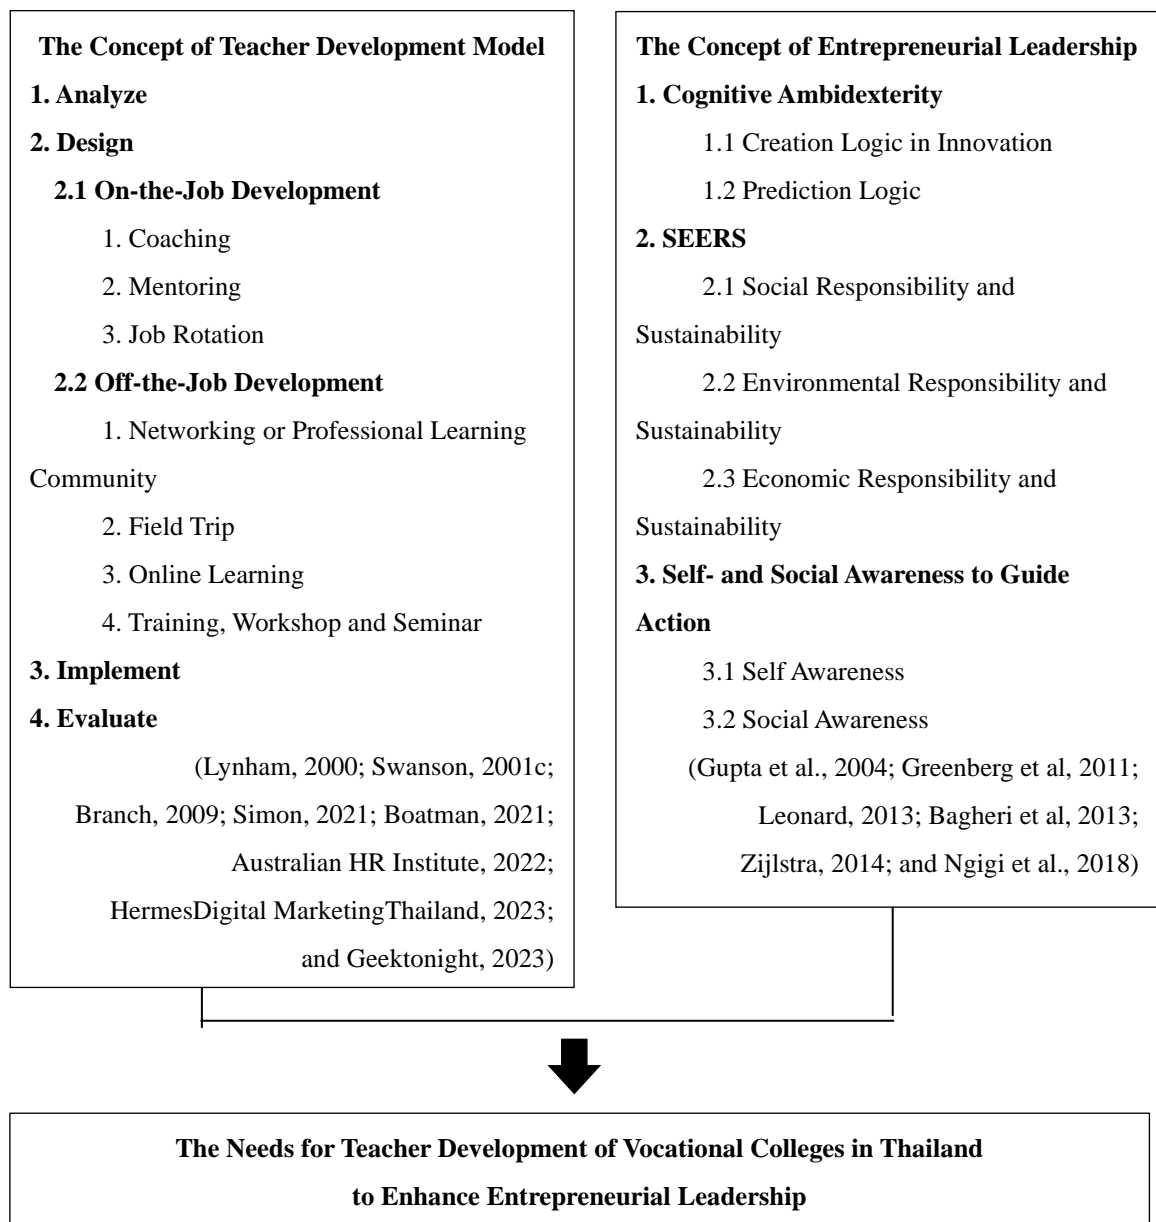 The Concept of Teacher Development Model
1. Analyze
2. Design
2.1 On-the-Job Development
1. Coaching
2. Mentoring
3. Job Rotation
2.2 Off-the-Job Development
1. Networking or Professional Learning
Community
2. Field Trip
3. Online Learning
4. Training, Workshop and Seminar
3. Implement
4. Evaluate
(Lynham, 2000; Swanson, 2001c;
Branch, 2009; Simon, 2021; Boatman, 2021;
Australian HR Institute, 2022;
HermesDigital MarketingThailand, 2023;
and Geektonight, 2023)
The Concept of Entrepreneurial Leadership
1. Cognitive Ambidexterity
1.1 Creation Logic in Innovation
1.2 Prediction Logic
2. SEERS
2.1 Social Responsibility and
Sustainability
2.2 Environmental Responsibility and
Sustainability
2.3 Economic Responsibility and
Sustainability
3. Self- and Social Awareness to Guide
Action
3.1 Self Awareness
3.2 Social Awareness
(Gupta et al., 2004; Greenberg et al, 2011;
Leonard, 2013; Bagheri et al, 2013;
Zijlstra, 2014; and Ngigi et al., 2018)
The Needs for Teacher Development of Vocational Colleges in Thailand
to Enhance Entrepreneurial Leadership